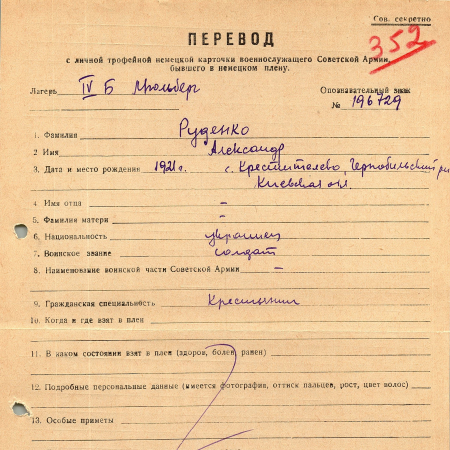 Сов. секретно
352
ПЕРЕВОД
с личной трофейной немецкой карточки военнослужащего Советской Армии,
бывшего в немецком плену.
Лагерь IV Б Мюльберг Опознавательный знак
№ 196729
1. Фамилия Руденко
2 Имя Александр
3. Дата и место рождения 1921 г. с. Чернобыльский
Киевская обл.
4. Имя отца –
5. Фамилия матери –
6. Национальность украинец
7. Воинское звание солдат
8. Наименование воинской части Советской Армии –
9. Гражданская специальность Крестьянин
10. Когда и где взят в плен
11. В каком состоянии взят в плен (здоров, болен, ранен)
12. Подробные персональные данные (имеется фотография, оттиск пальцев, рост, цвет волос)
13. Особые приметы